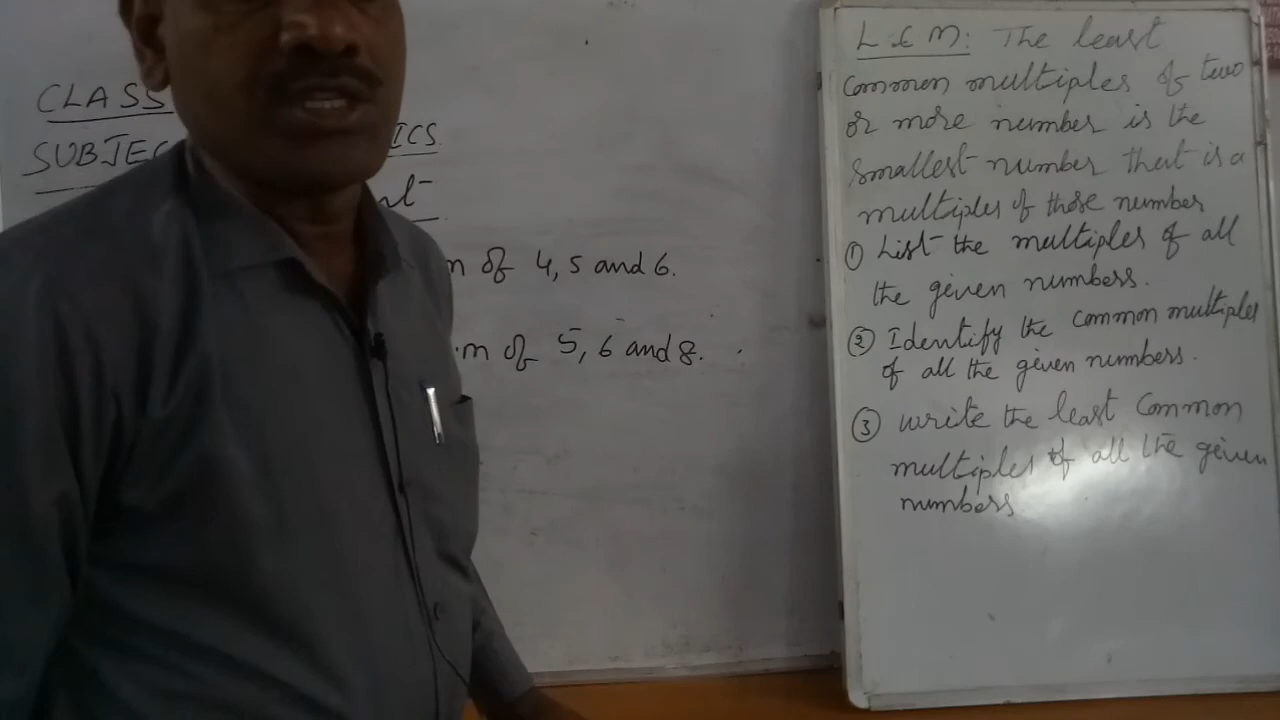 CLASS
SUBJEC ICS
nt
m of 4, 5 and 6.
.m of 5, 6 and 8.
L.C.M: The least
Common multiples of two
or more number is the
smallest number that is a
multiples of those number
① List the multiples of all
the given numbers.
② Identify the common multiples
of all the given numbers.
③ write the least Common
multiples of all the given
numbers